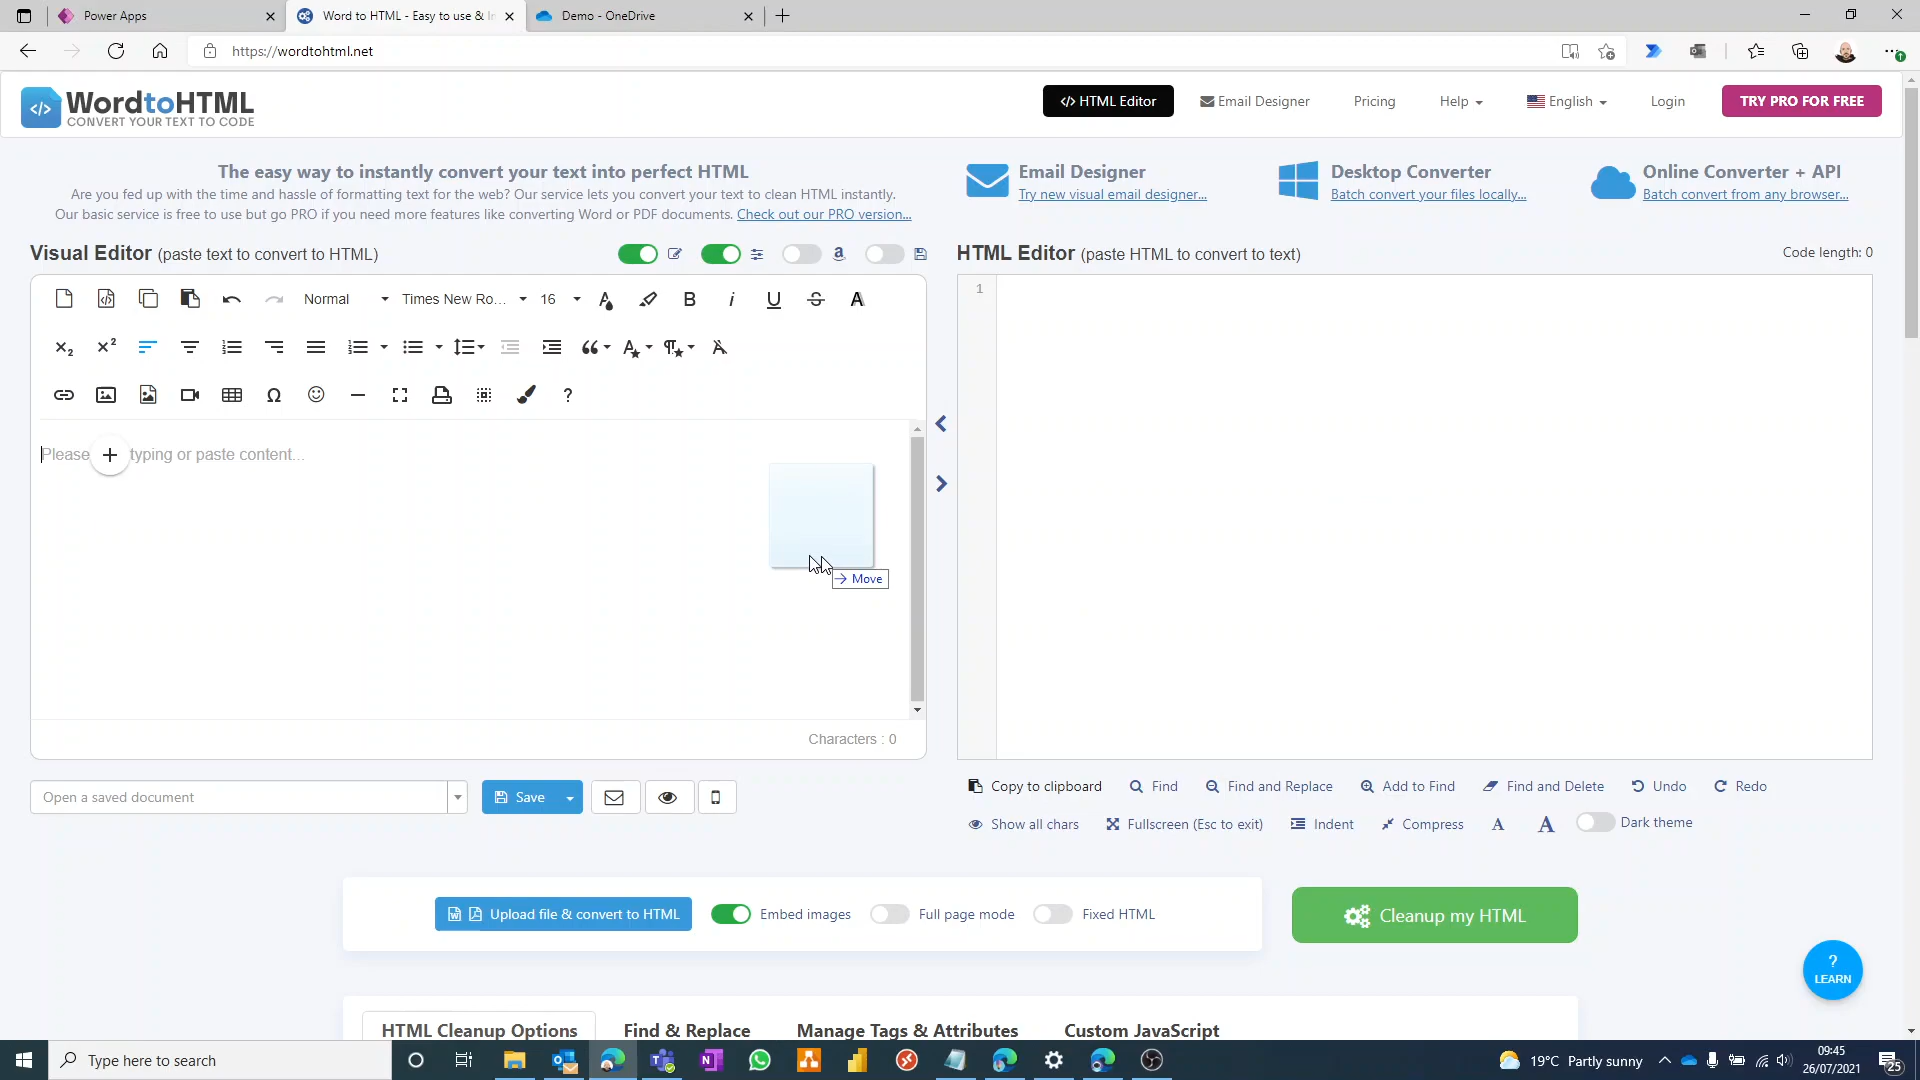 Power Apps
Word to HTML - Easy to use & In
Demo - OneDrive
https://wordtohtml.net
WordtoHTML
CONVERT YOUR TEXT TO CODE
</> HTML Editor
Email Designer
Pricing
Help
English
Login
TRY PRO FOR FREE
The easy way to instantly convert your text into perfect HTML
Are you fed up with the time and hassle of formatting text for the web? Our service lets you convert your text to clean HTML instantly.
Our basic service is free to use but go PRO if you need more features like converting Word or PDF documents. Check out our PRO version...
Email Designer
Try new visual email designer...
Desktop Converter
Batch convert your files locally...
Online Converter + API
Batch convert from any browser...
Visual Editor (paste text to convert to HTML)
HTML Editor (paste HTML to convert to text)
Code length: 0
Normal
Times New Ro...
16
1
Please typing or paste content...
Move
Characters : 0
Open a saved document
Save
Copy to clipboard
Find
Find and Replace
Add to Find
Find and Delete
Undo
Redo
Show all chars
Fullscreen (Esc to exit)
Indent
Compress
A
A
Dark theme
Upload file & convert to HTML
Embed images
Full page mode
Fixed HTML
Cleanup my HTML
?
LEARN
HTML Cleanup Options
Find & Replace
Manage Tags & Attributes
Custom JavaScript
Type here to search
19°C Partly sunny
09:45
26/07/2021
25